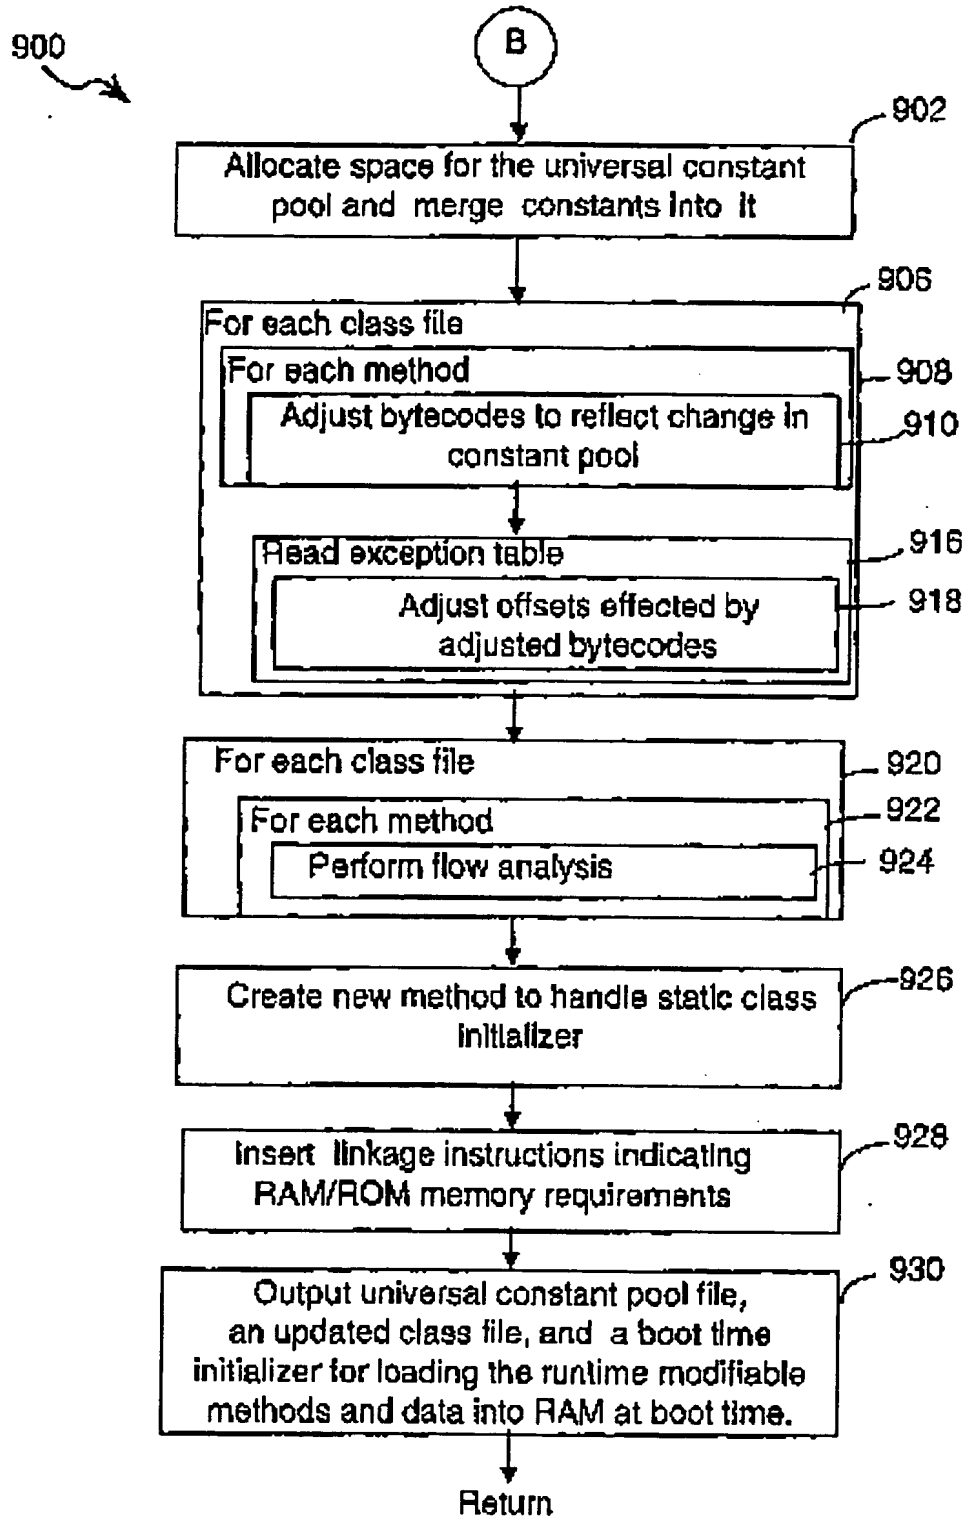 900
B
902
Allocate space for the universal constant
pool and merge constants into it
906
For each class file
For each method
908
Adjust bytecodes to reflect change in
constant pool
910
Read exception table
916
Adjust offsets effected by
adjusted bytecodes
918
For each class file
920
For each method
922
Perform flow analysis
924
Create new method to handle static class
initializer
926
Insert linkage instructions indicating
RAM/ROM memory requirements
928
Output universal constant pool file,
an updated class file, and a boot time
initializer for loading the runtime modifiable
methods and data into RAM at boot time.
930
Return